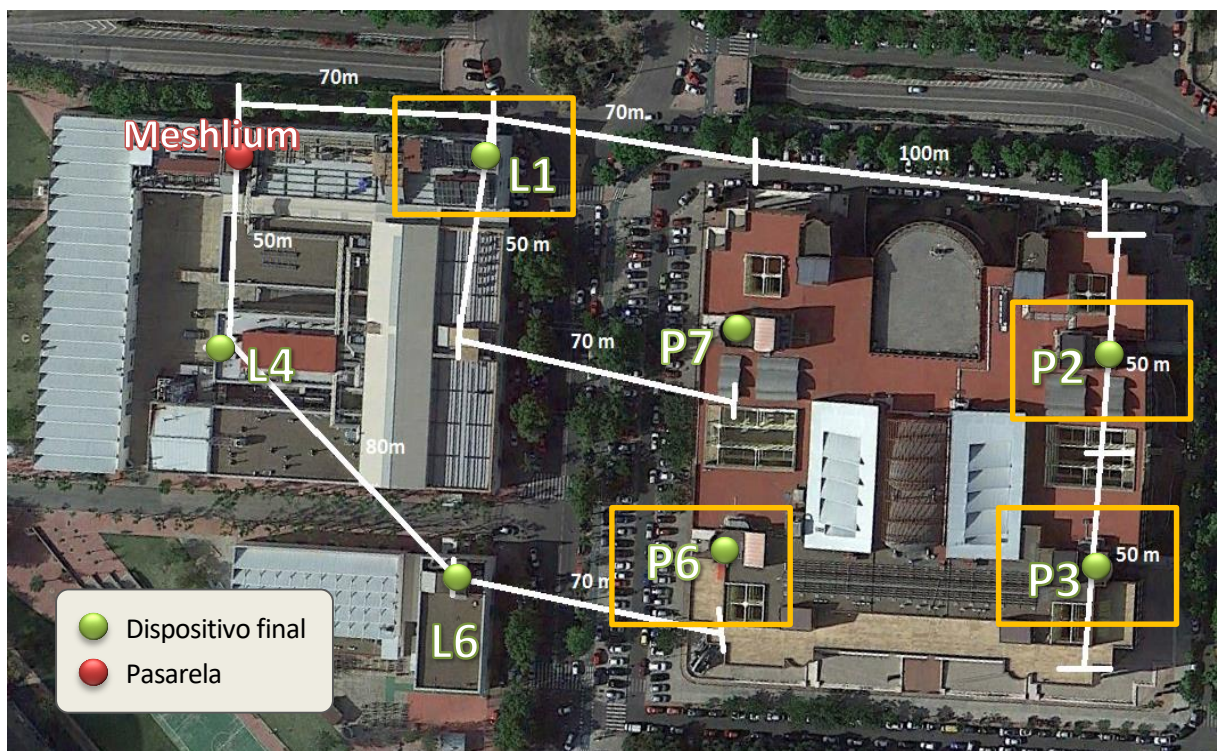 70m
70m
100m
Meshlium
L1
50m
50 m
L4
P7
70 m
P2
50 m
80m
P6
70 m
P3
50 m
L6
Dispositivo final
Pasarela